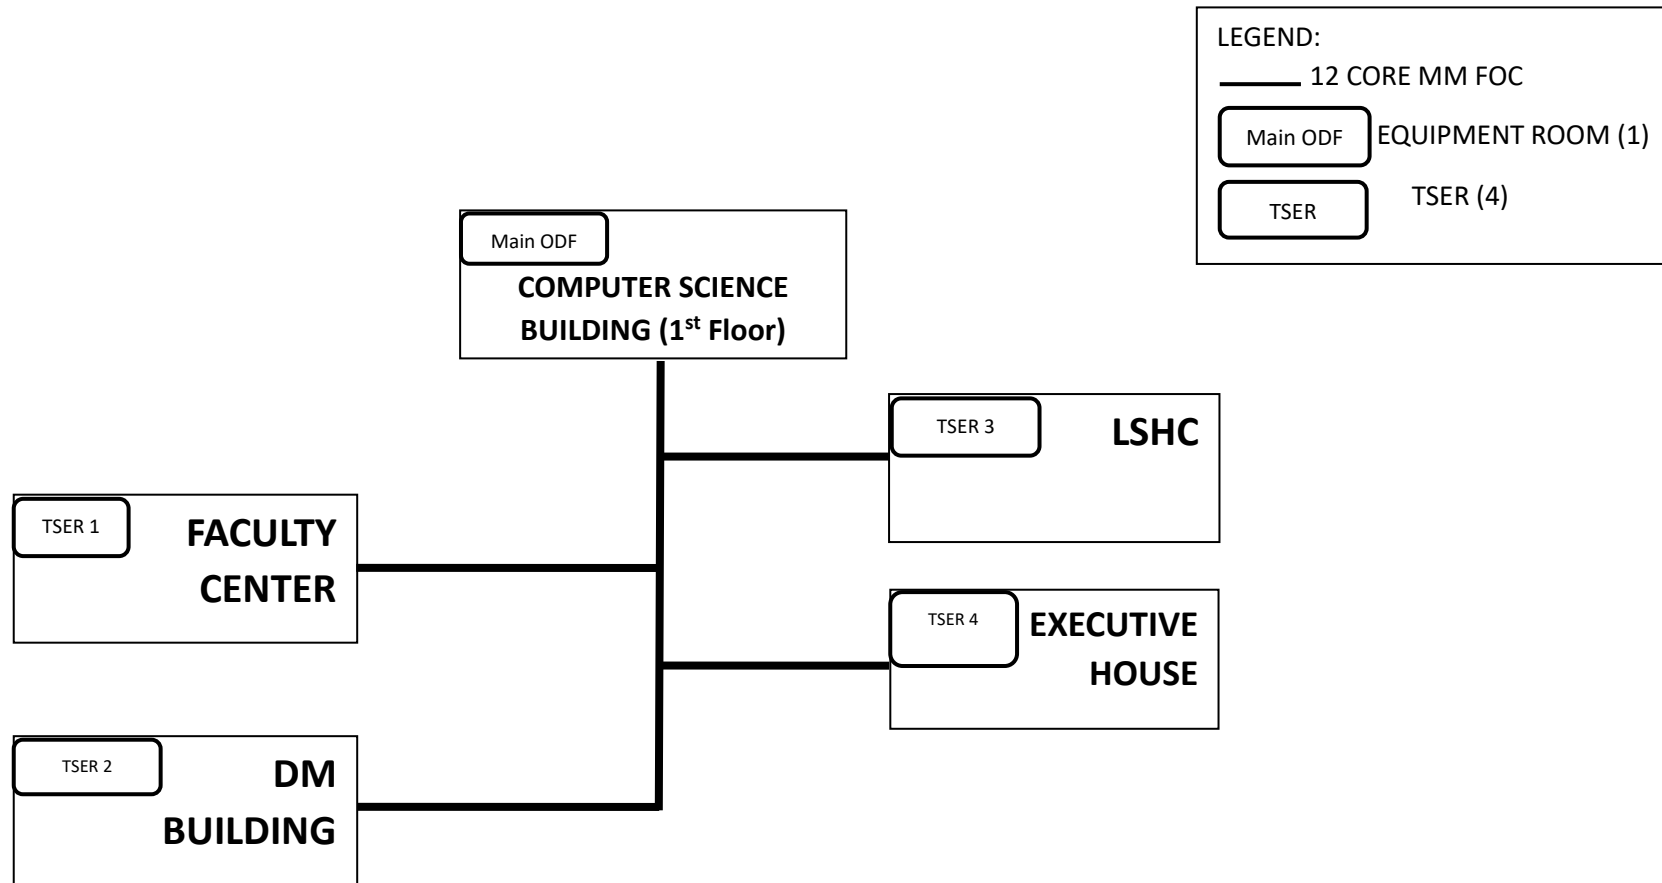 LEGEND:
12 CORE MM FOC
Main ODF EQUIPMENT ROOM (1)
TSER TSER (4)
Main ODF
COMPUTER SCIENCE
BUILDING (1st Floor)
TSER 3 LSHC
TSER 1 FACULTY
CENTER
TSER 4 EXECUTIVE
HOUSE
TSER 2 DM
BUILDING